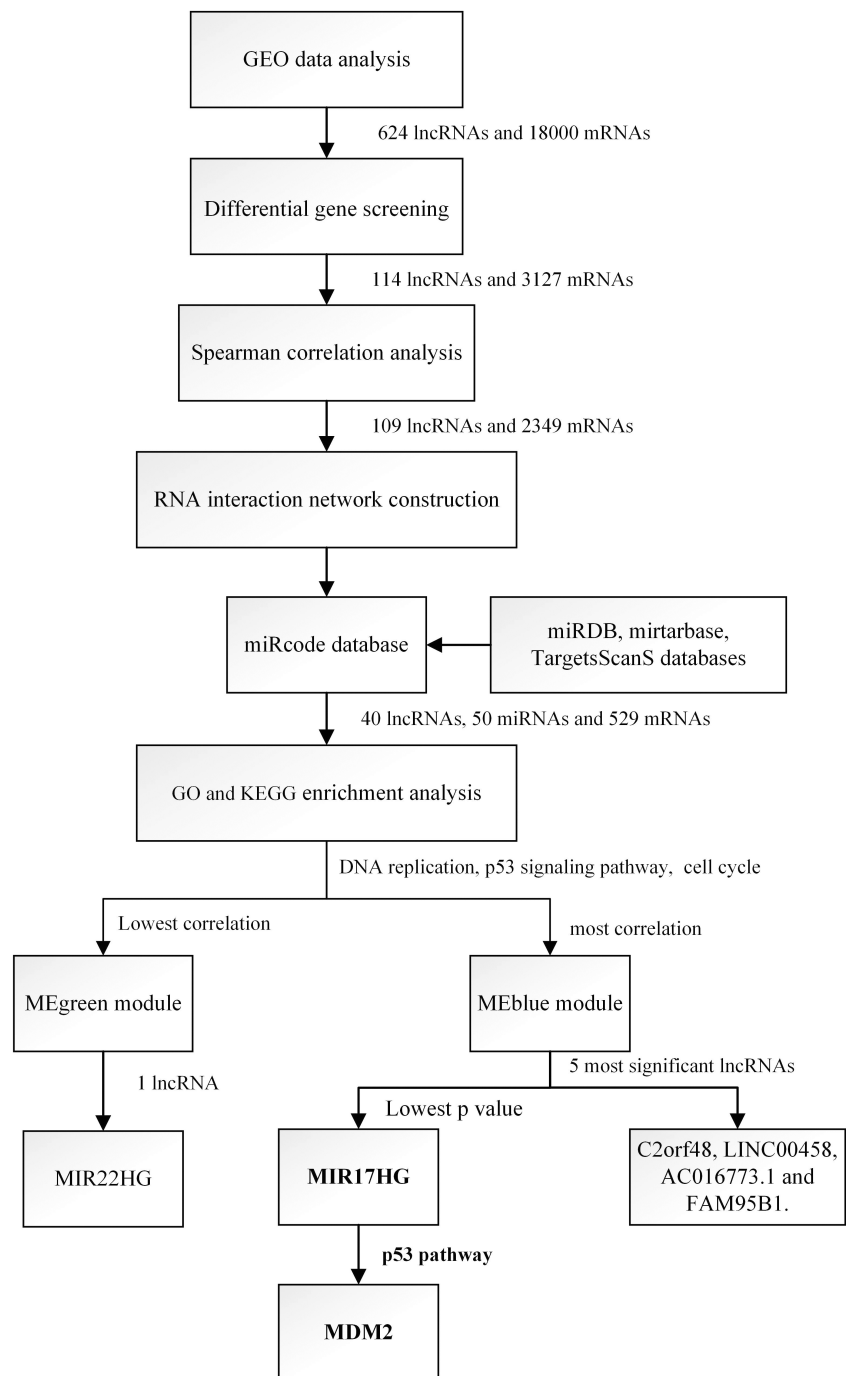 GEO data analysis
624 lncRNAs and 18000 mRNAs
Differential gene screening
114 lncRNAs and 3127 mRNAs
Spearman correlation analysis
109 lncRNAs and 2349 mRNAs
RNA interaction network construction
miRcode database
miRDB, mirtarbase,
TargetsScanS databases
40 lncRNAs, 50 miRNAs and 529 mRNAs
GO and KEGG enrichment analysis
DNA replication, p53 signaling pathway, cell cycle
Lowest correlation
most correlation
MEgreen module
MEblue module
1 lncRNA
5 most significant lncRNAs
Lowest p value
MIR22HG
MIR17HG
C2orf48, LINC00458,
AC016773.1 and
FAM95B1.
p53 pathway
MDM2